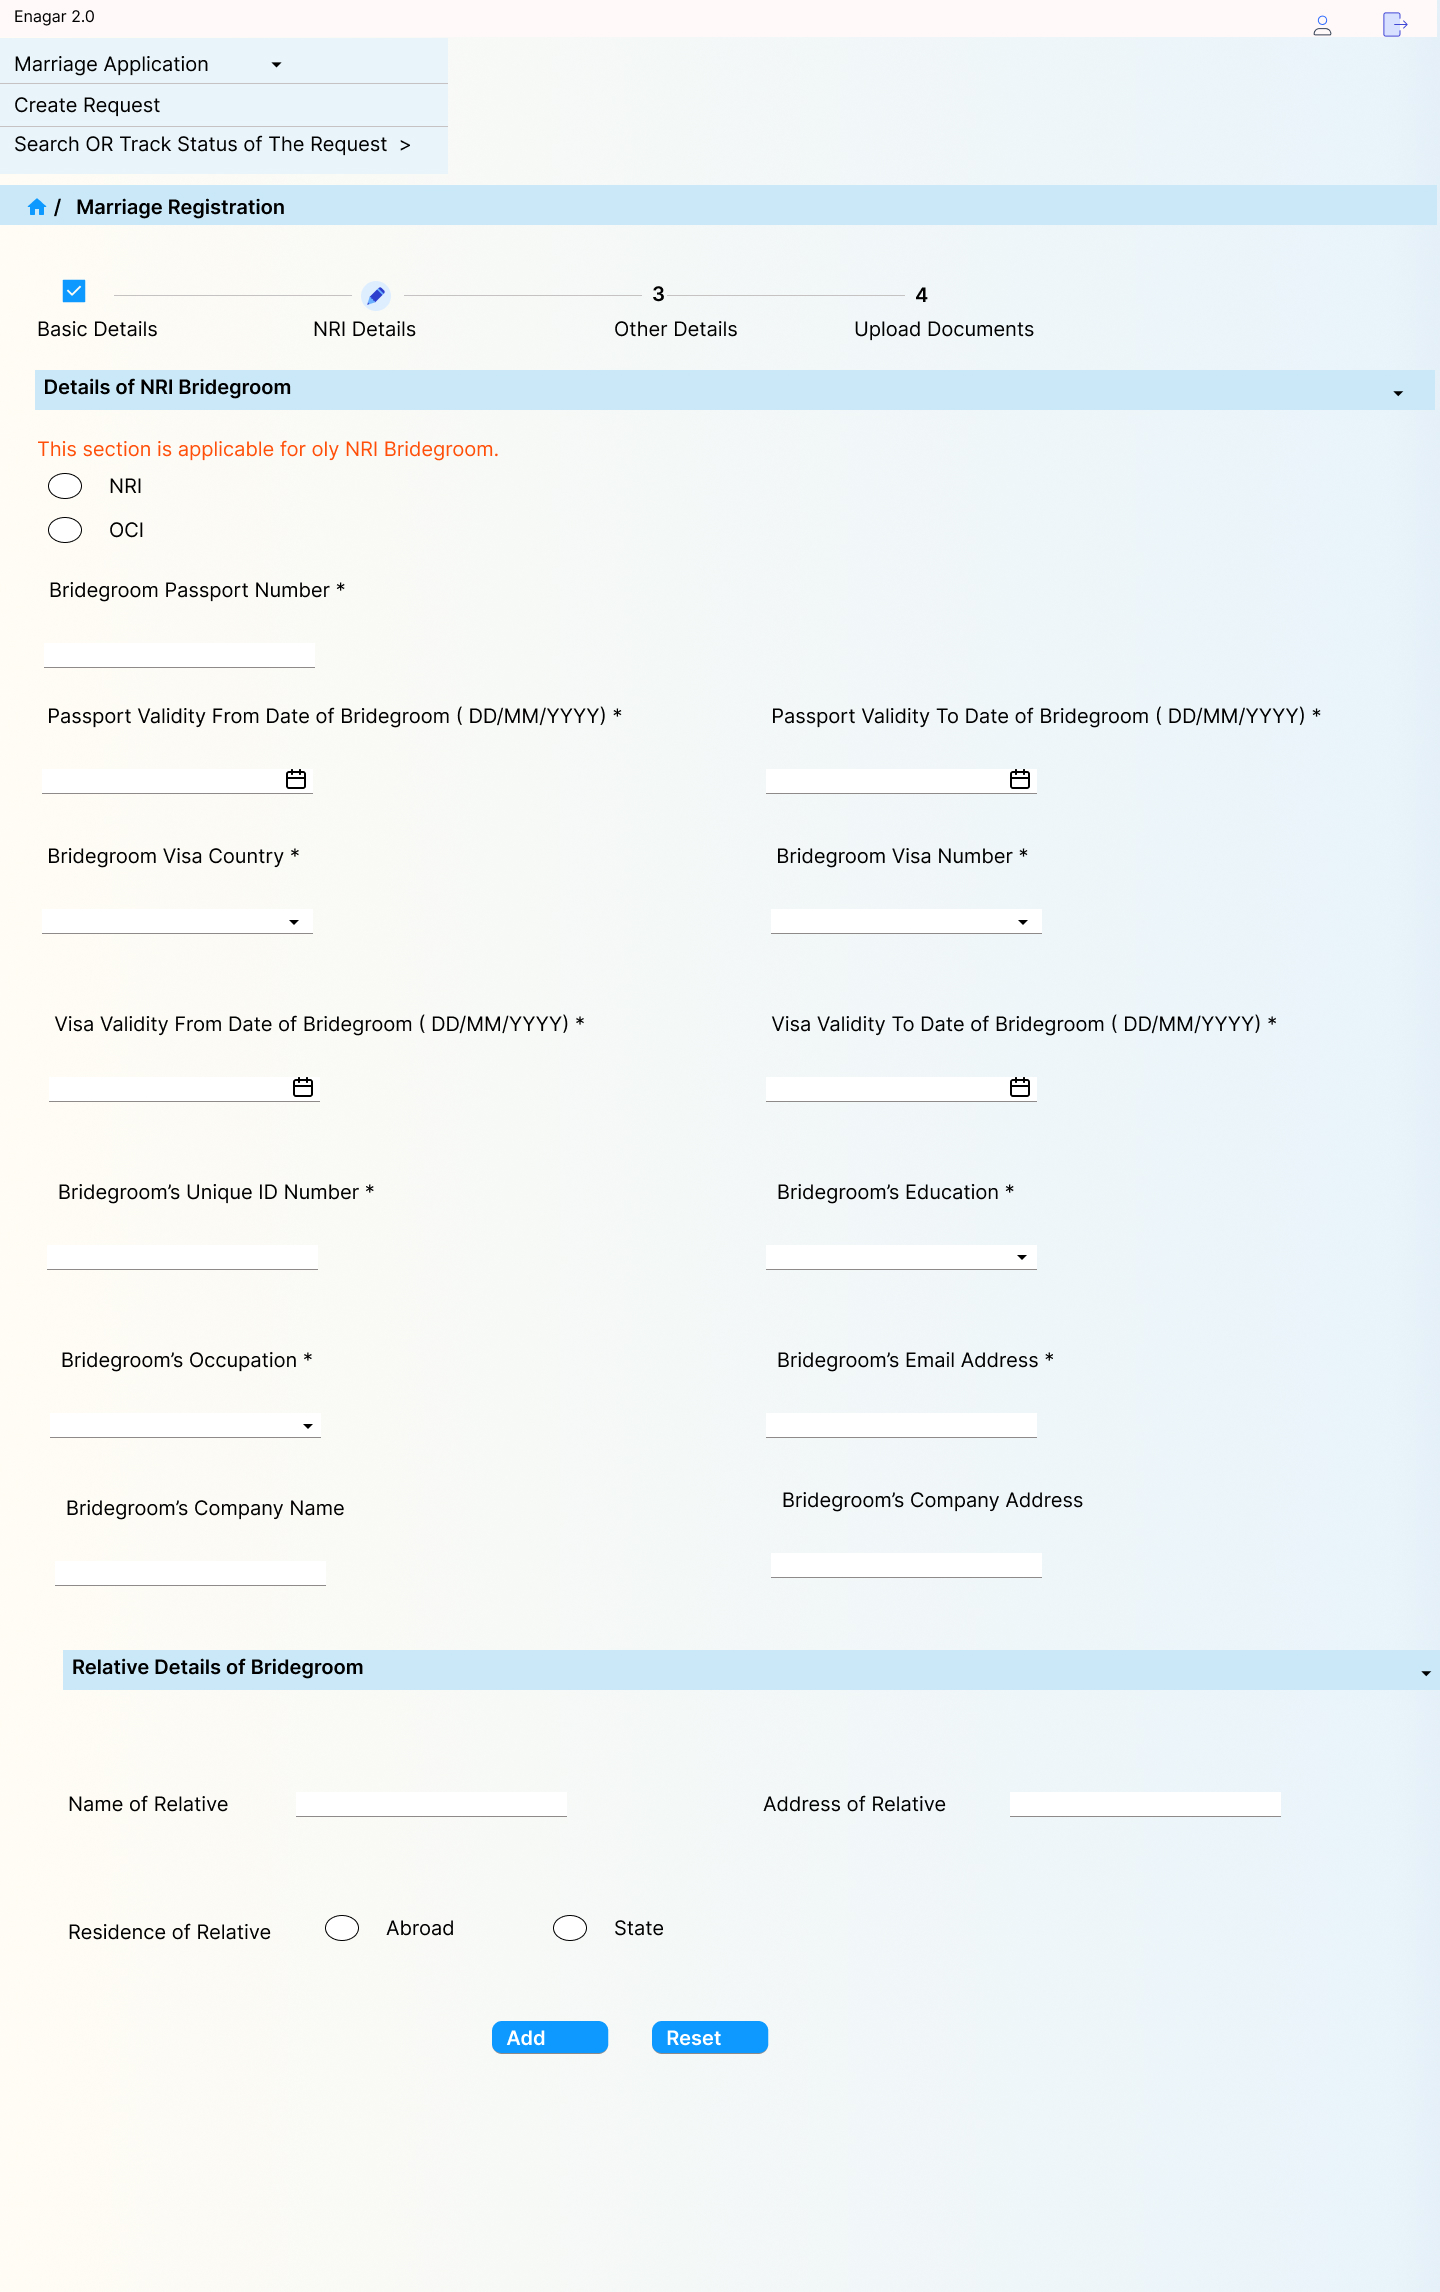 Enagar 2.0
Marriage Application
Create Request
Search OR Track Status of The Request >
/ Marriage Registration
3
4
Basic Details
NRI Details
Other Details
Upload Documents
Details of NRI Bridegroom
This section is applicable for oly NRI Bridegroom.
NRI
OCI
Bridegroom Passport Number *
Passport Validity From Date of Bridegroom ( DD/MM/YYYY) *
Passport Validity To Date of Bridegroom ( DD/MM/YYYY) *
Bridegroom Visa Country *
Bridegroom Visa Number *
Visa Validity From Date of Bridegroom ( DD/MM/YYYY) *
Visa Validity To Date of Bridegroom ( DD/MM/YYYY) *
Bridegroom’s Unique ID Number *
Bridegroom’s Education *
Bridegroom’s Occupation *
Bridegroom’s Email Address *
Bridegroom’s Company Name
Bridegroom’s Company Address
Relative Details of Bridegroom
Name of Relative
Address of Relative
Residence of Relative
Abroad
State
Add
Reset